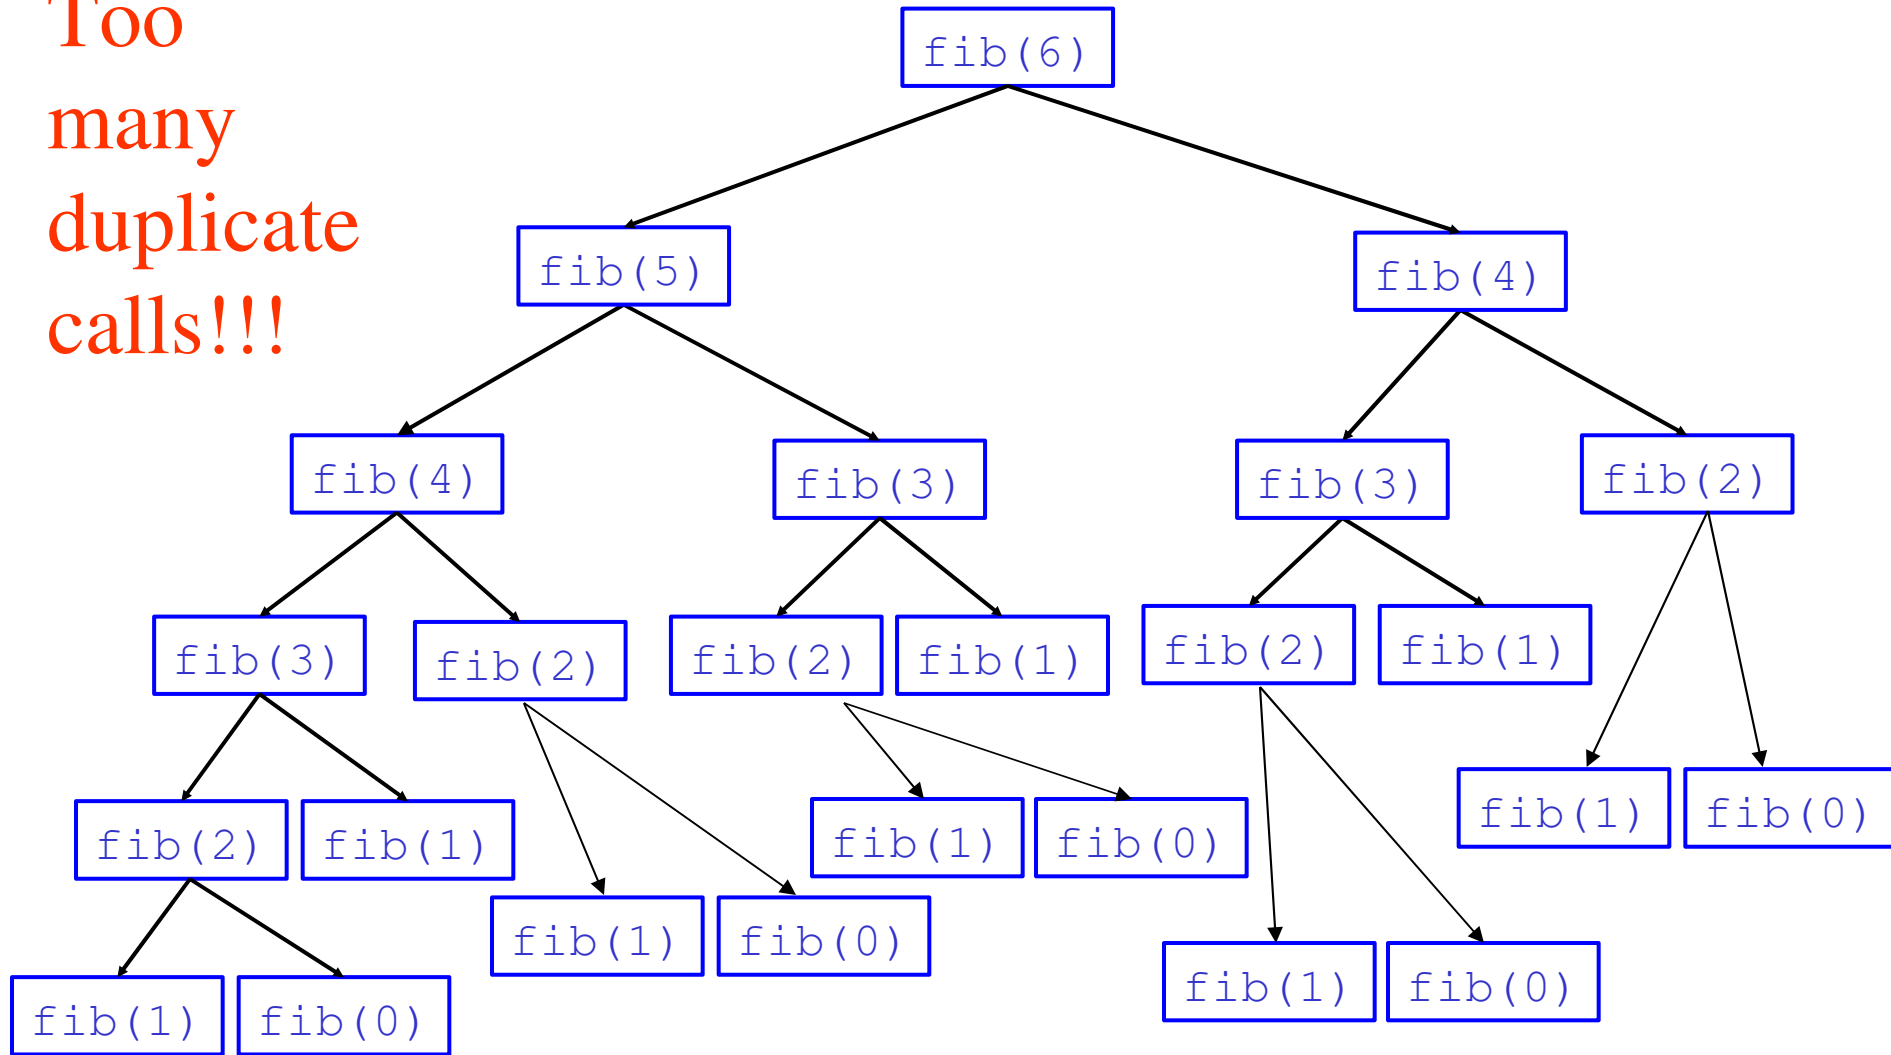 Too
many
duplicate
calls!!!
fib(6)
fib(5)
fib(4)
fib(4)
fib(3)
fib(3)
fib(2)
fib(3)
fib(2)
fib(2)
fib(1)
fib(2)
fib(1)
fib(2)
fib(1)
fib(1)
fib(0)
fib(1)
fib(0)
fib(1)
fib(0)
fib(1)
fib(0)
fib(1)
fib(0)